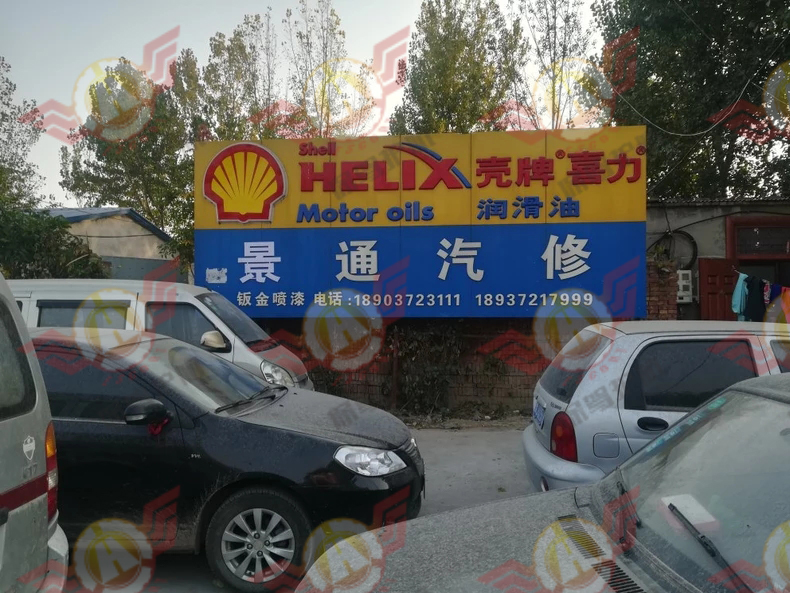 Shell
HELIX 壳牌®喜力®
Motor oils 润滑油
景通汽修
钣金喷漆 电话:18903723111 18937217999